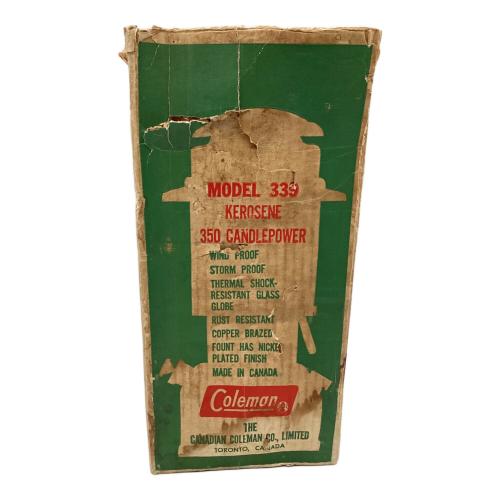 MODEL 339
KEROSENE
350 CANDLEPOWER
WIND PROOF
STORM PROOF
THERMAL SHOCK-
RESISTANT GLASS
GLOBE
RUST RESISTANT
COPPER BRAZED
FOUNT HAS NICKEL
PLATED FINISH
MADE IN CANADA
Coleman
THE
CANADIAN COLEMAN CO., LIMITED
TORONTO, CANADA